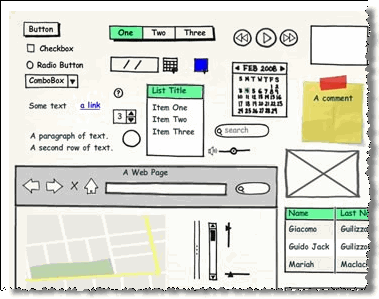 Button
One Two Three
Checkbox
Radio Button
ComboBox
/ /
FEB 2008
S M T W T F S
A comment
Some text a link
?
3
List Title
Item One
Item Two
Item Three
search
A paragraph of text.
A second row of text.
A Web Page
X
Name Last N
Giacomo Guilizzo
Guido Jack Guilizzo
Mariah Maclac